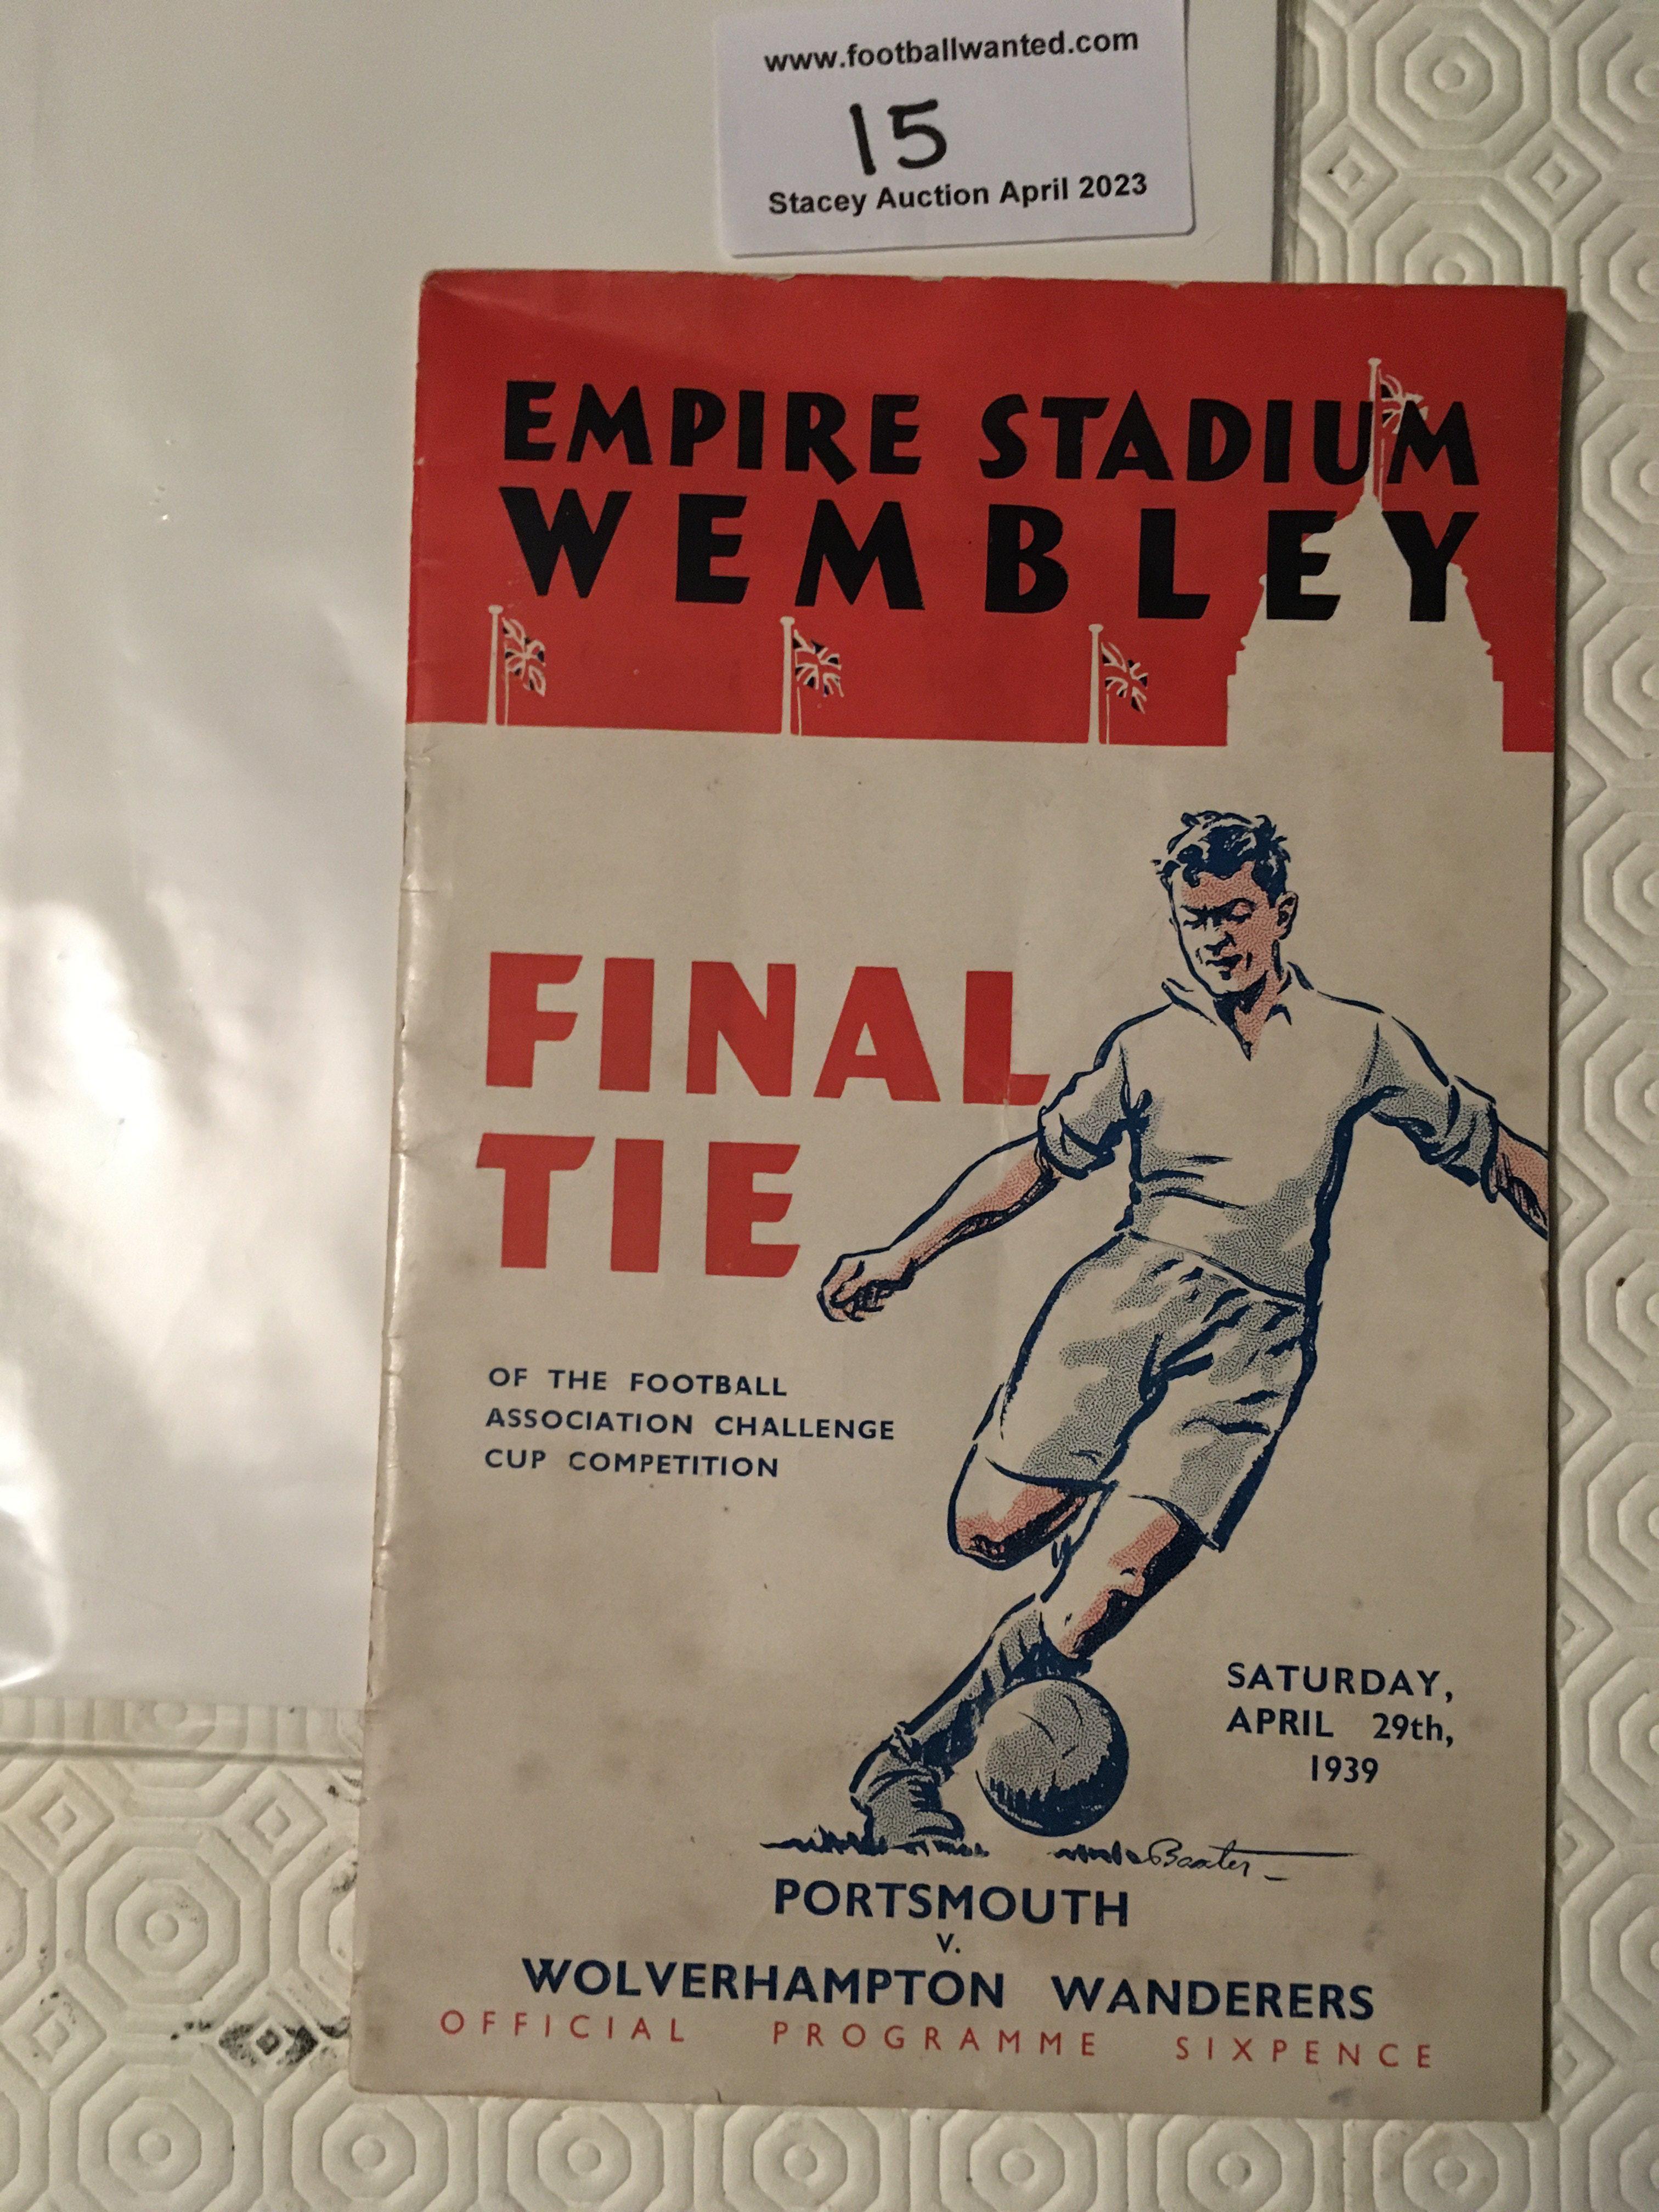 www.footballwanted.com
15
Stacey Auction April 2023
EMPIRE STADIUM
WEMBLEY
FINAL
TIE
OF THE FOOTBALL
ASSOCIATION CHALLENGE
CUP COMPETITION
SATURDAY,
APRIL 29th,
1939
Baxter
PORTSMOUTH
v.
WOLVERHAMPTON WANDERERS
OFFICIAL PROGRAMME SIXPENCE